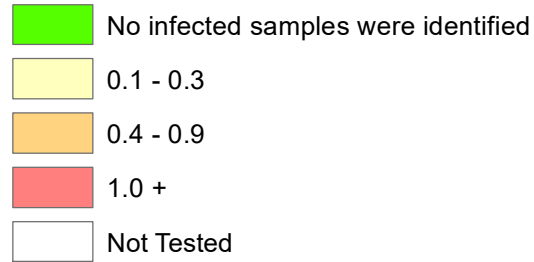 No infected samples were identified
0.1 - 0.3
0.4 - 0.9
1.0 +
Not Tested